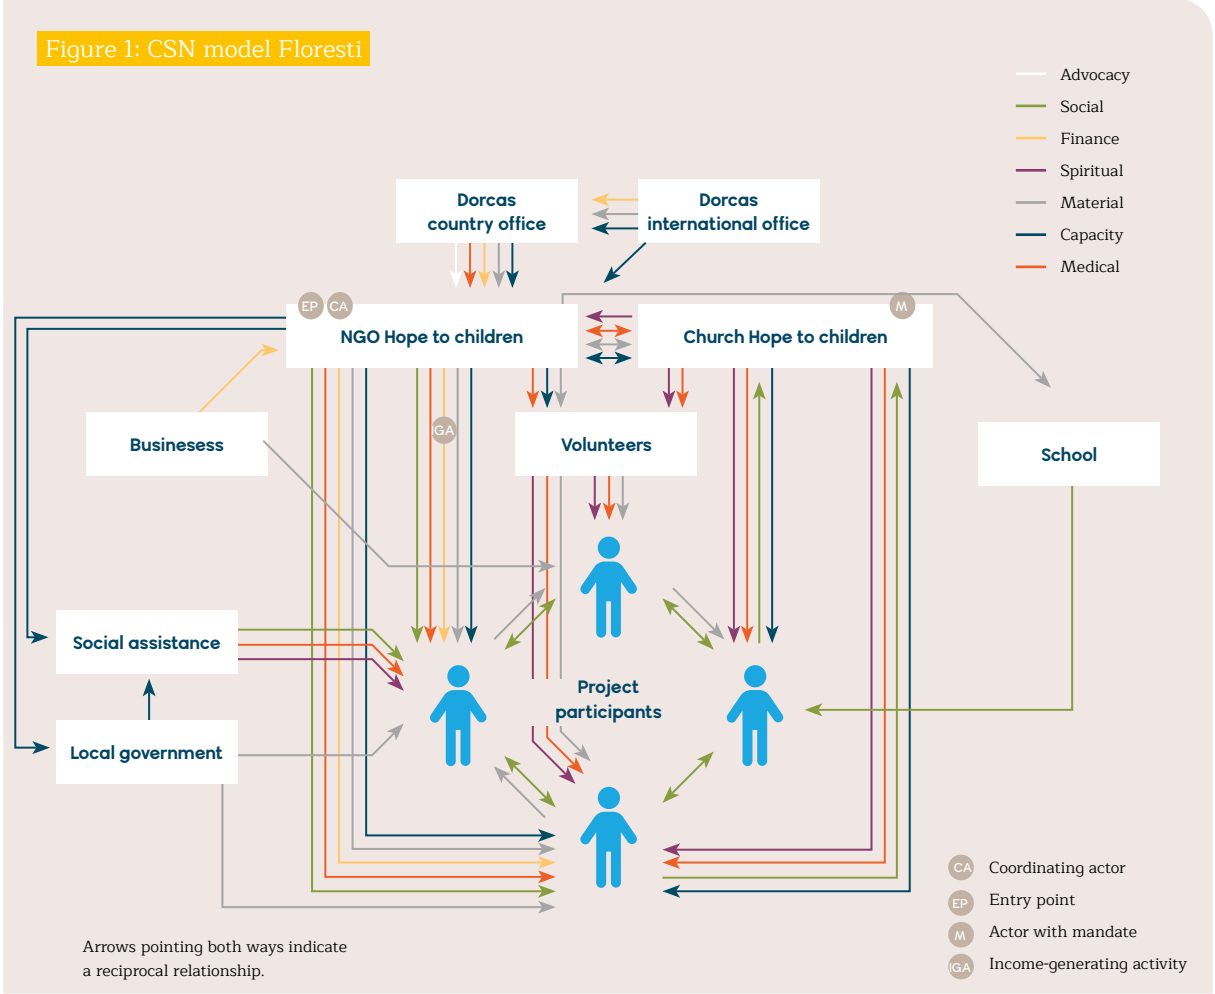 Figure 1: CSN model Floresti
Advocacy
Social
Finance
Spiritual
Material
Capacity
Medical
Dorcas
country office
Dorcas
international office
EP
CA
M
NGO Hope to children
Church Hope to children
IGA
Businesess
Volunteers
School
Social assistance
Project
participants
Local government
CA Coordinating actor
EP Entry point
M Actor with mandate
IGA Income-generating activity
Arrows pointing both ways indicate
a reciprocal relationship.